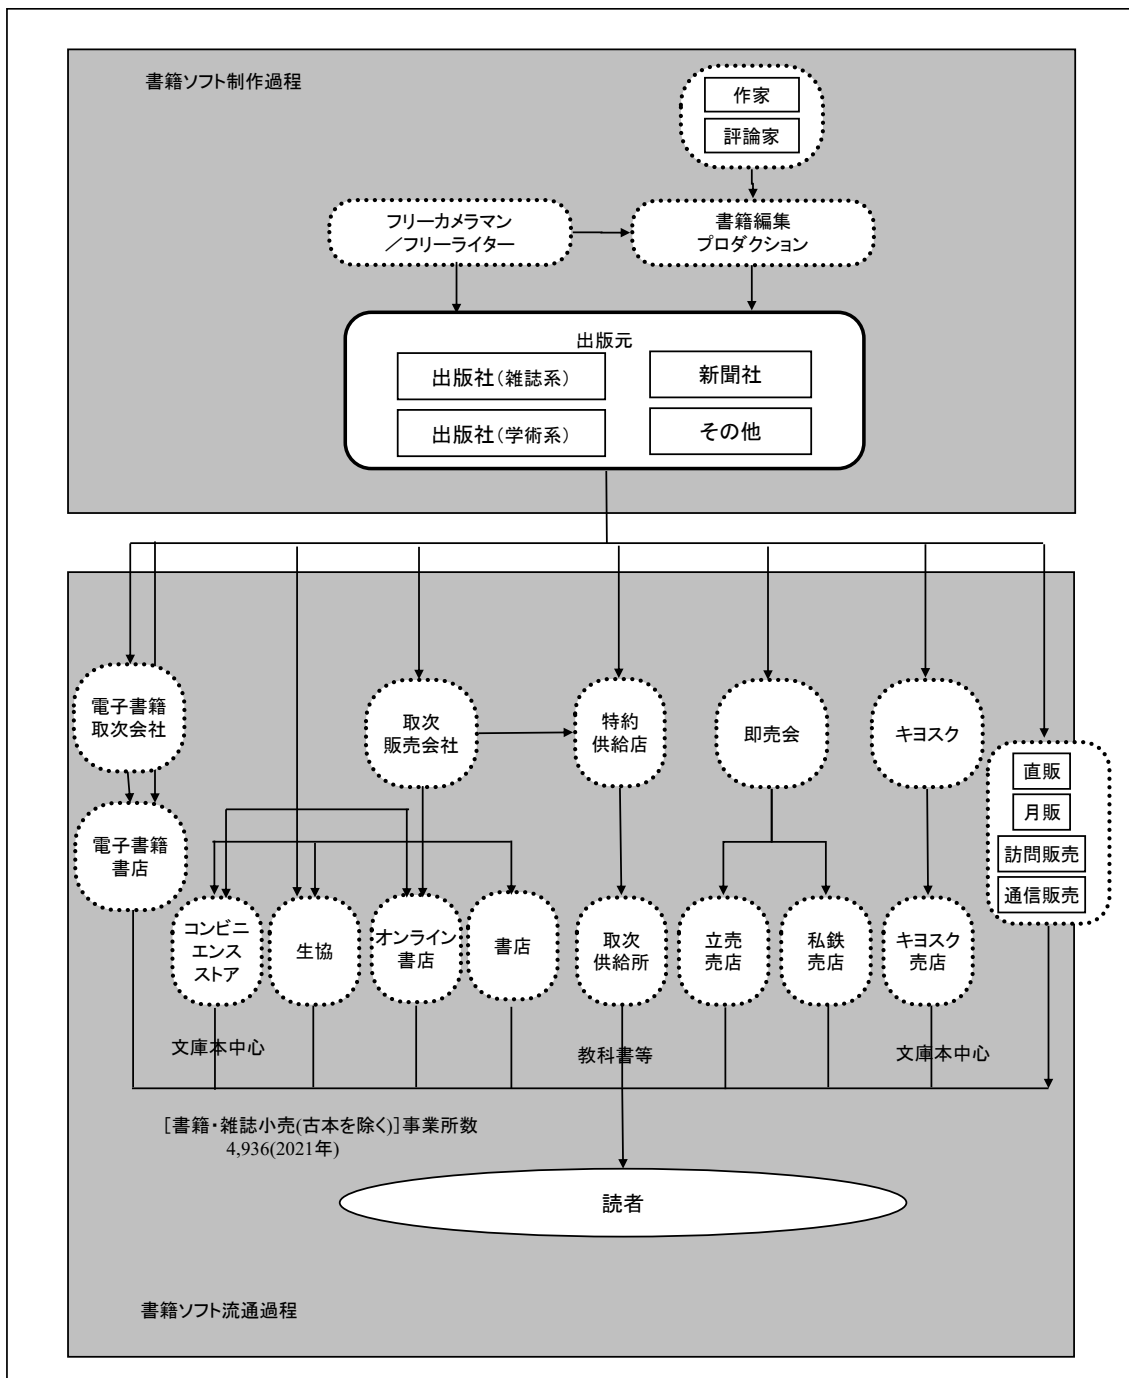 書籍ソフト制作過程
作家
評論家
フリーカメラマン
／フリーライター
書籍編集
プロダクション
出版元
出版社（雑誌系）
新聞社
出版社（学術系）
その他
電子書籍
取次会社
取次
販売会社
特約
供給店
即売会
キヨスク
直販
月販
訪問販売
通信販売
電子書籍
書店
コンビニ
エンス
ストア
生協
オンライン
書店
書店
取次
供給所
立売
売店
私鉄
売店
キヨスク
売店
文庫本中心
教科書等
文庫本中心
［書籍・雑誌小売(古本を除く)］事業所数
4,936(2021年)
読者
書籍ソフト流通過程